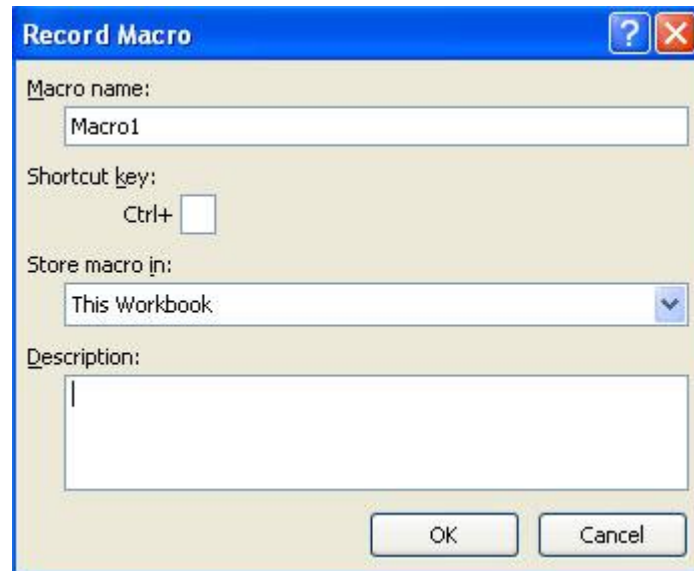 Record Macro
Macro name:
Macro1
Shortcut key:
Ctrl+
Store macro in:
This Workbook
Description:
OK Cancel